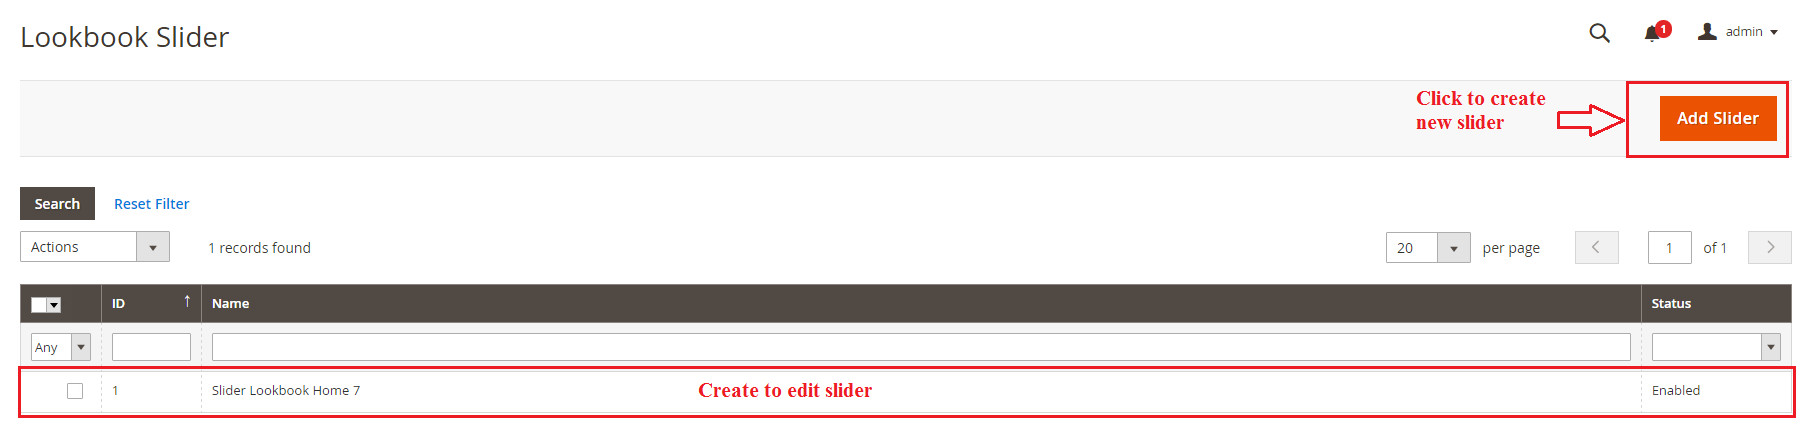 Lookbook Slider
1
admin
Click to create
new slider
Add Slider
Search
Reset Filter
Actions
1 records found
20
per page
1
of 1
ID
Name
Status
Any
1
Slider Lookbook Home 7
Create to edit slider
Enabled